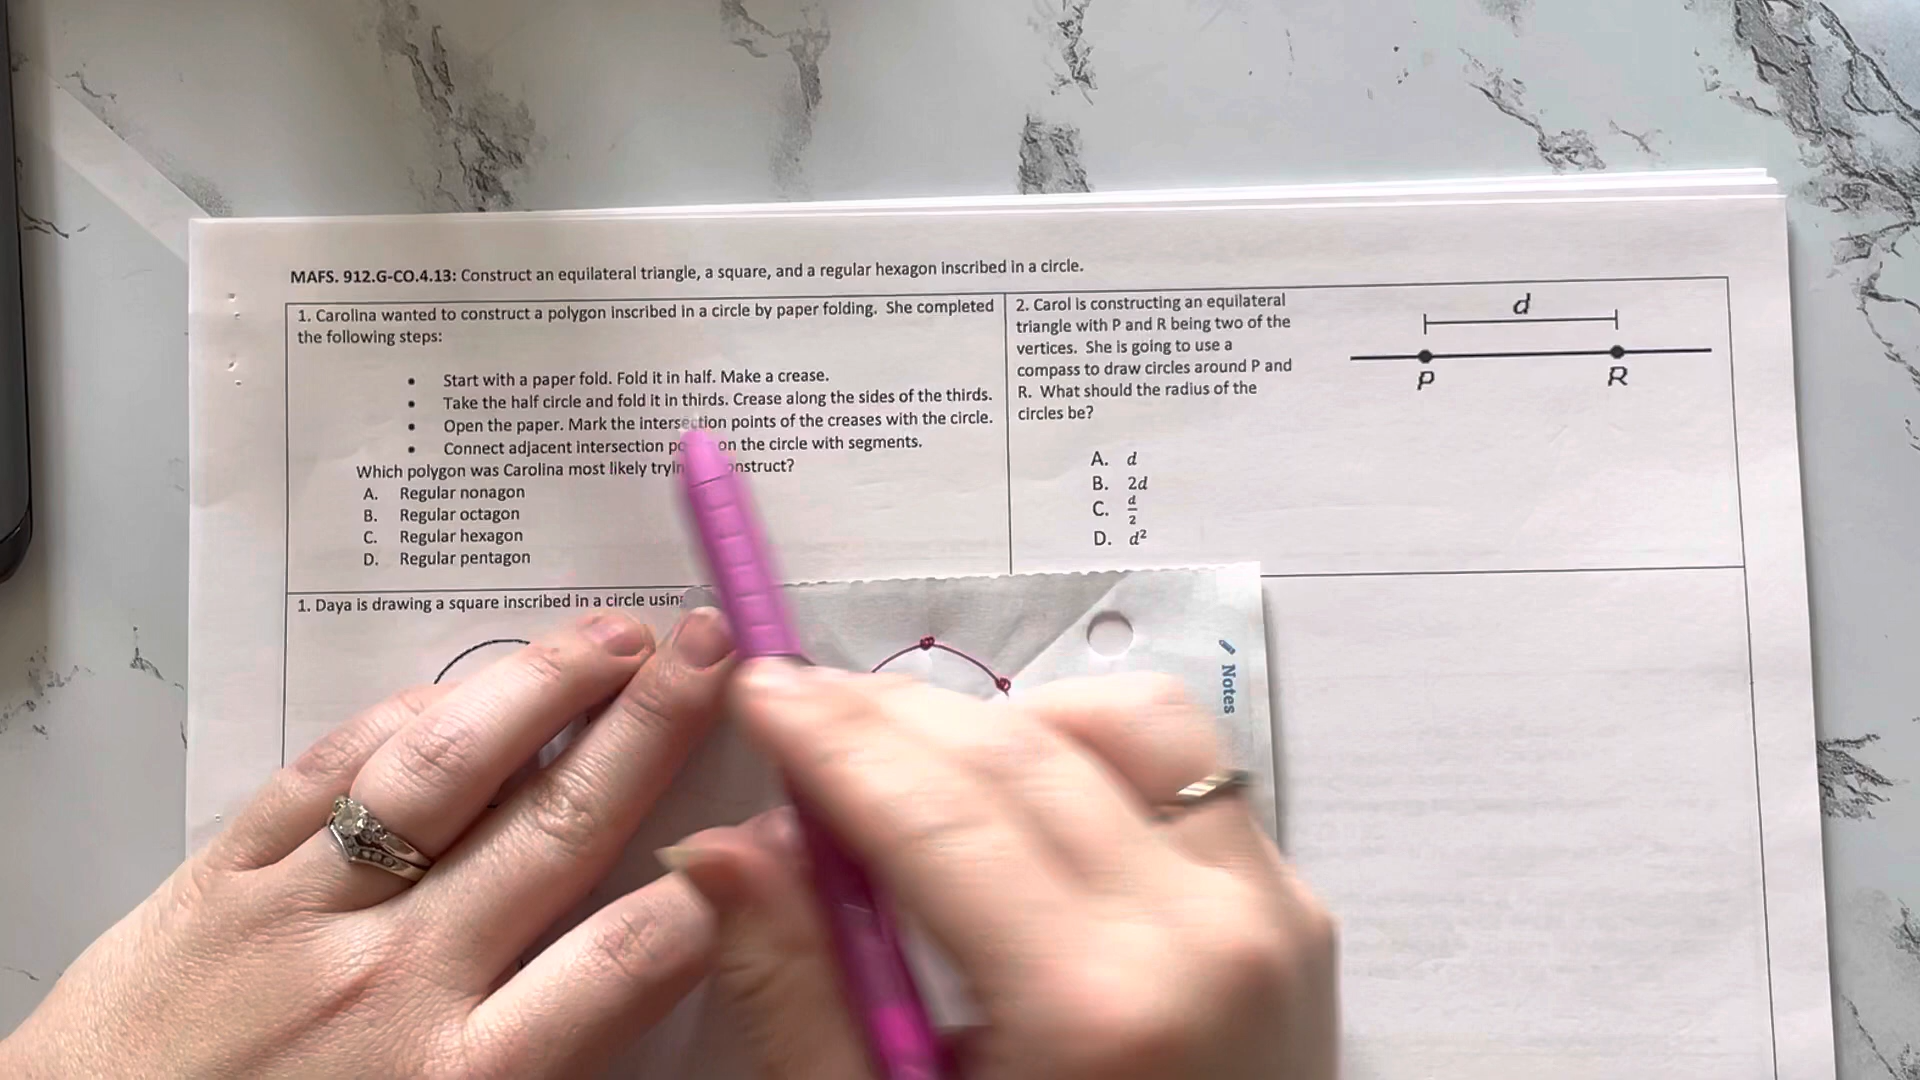 MAFS. 912.G-CO.4.13: Construct an equilateral triangle, a square, and a regular hexagon inscribed in a circle.
1. Carolina wanted to construct a polygon inscribed in a circle by paper folding. She completed
the following steps:
• Start with a paper fold. Fold it in half. Make a crease.
• Take the half circle and fold it in thirds. Crease along the sides of the thirds.
• Open the paper. Mark the intersection points of the creases with the circle.
• Connect adjacent intersection on the circle with segments.
Which polygon was Carolina most likely
A. Regular nonagon
B. Regular octagon
C. Regular hexagon
D. Regular pentagon
2. Carol is constructing an equilateral
triangle with P and R being two of the
vertices. She is going to use a
compass to draw circles around P and
R. What should the radius of the
circles be?
A. d
B. 2d
C. d/2
D. d²
d
P R
1. Daya is drawing a square inscribed in a circle
Notes